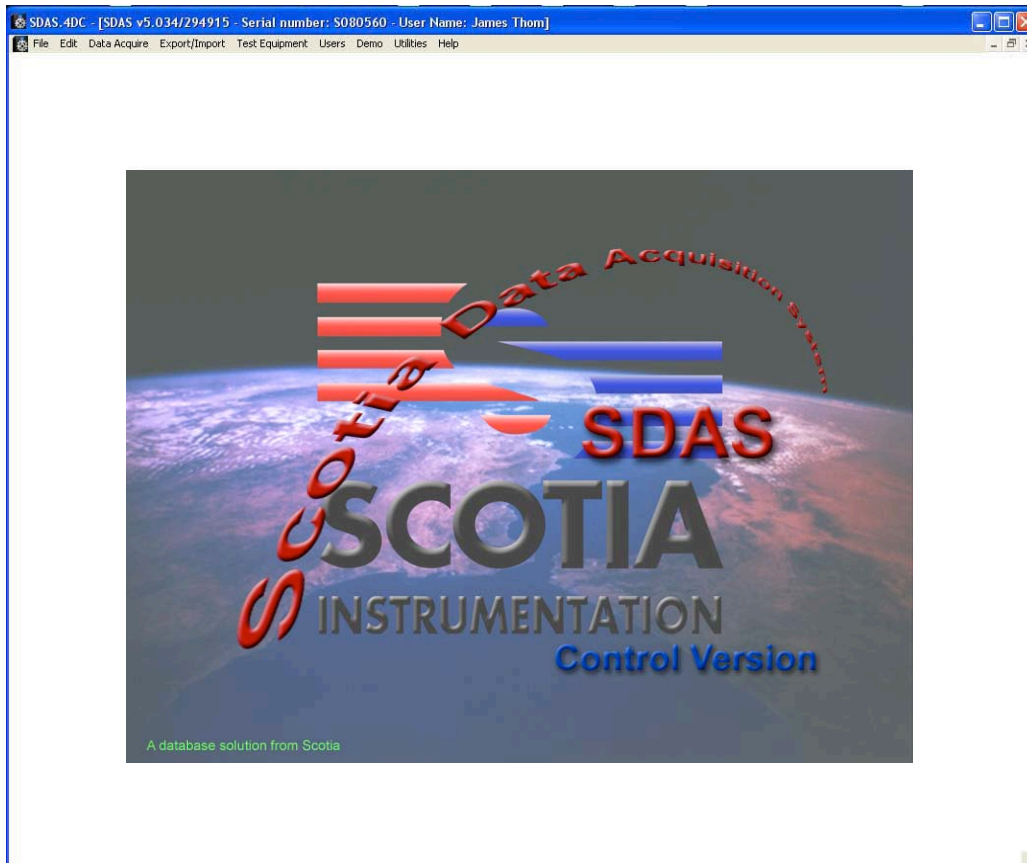 SDAS.4DC - [SDAS v5.034/294915 - Serial number: S080560 - User Name: James Thom]
File Edit Data Acquire Export/Import Test Equipment Users Demo Utilities Help
Scotia Data Acquisition System
SDAS
SCOTIA
INSTRUMENTATION
Control Version
A database solution from Scotia